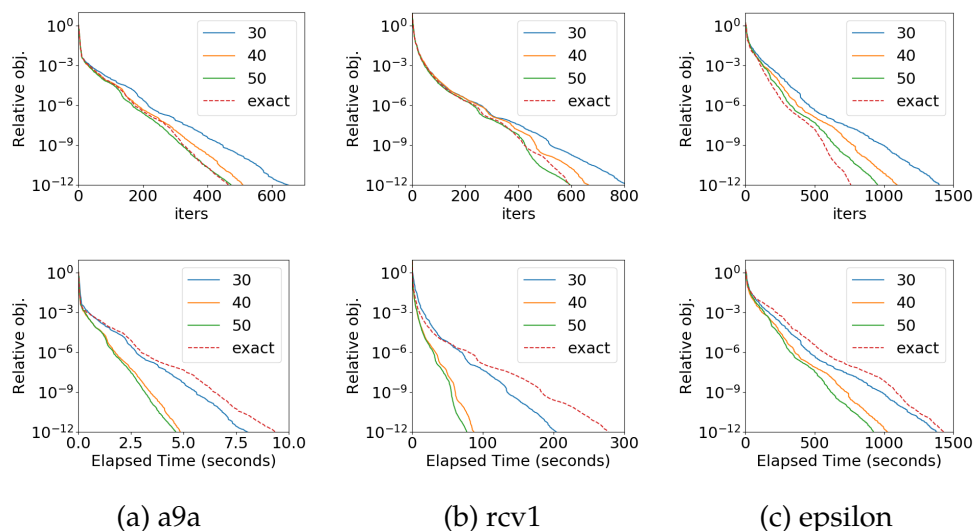 Relative obj.
10^0
10^-3
10^-6
10^-9
10^-12
0 200 400 600
iters
30
40
50
exact
Relative obj.
10^0
10^-3
10^-6
10^-9
10^-12
0 200 400 600 800
iters
30
40
50
exact
Relative obj.
10^0
10^-3
10^-6
10^-9
10^-12
0 500 1000 1500
iters
30
40
50
exact
Relative obj.
10^0
10^-3
10^-6
10^-9
10^-12
0.0 2.5 5.0 7.5 10.0
Elapsed Time (seconds)
30
40
50
exact
Relative obj.
10^0
10^-3
10^-6
10^-9
10^-12
0 100 200 300
Elapsed Time (seconds)
30
40
50
exact
Relative obj.
10^0
10^-3
10^-6
10^-9
10^-12
0 500 1000 1500
Elapsed Time (seconds)
30
40
50
exact
(a) a9a
(b) rcv1
(c) epsilon